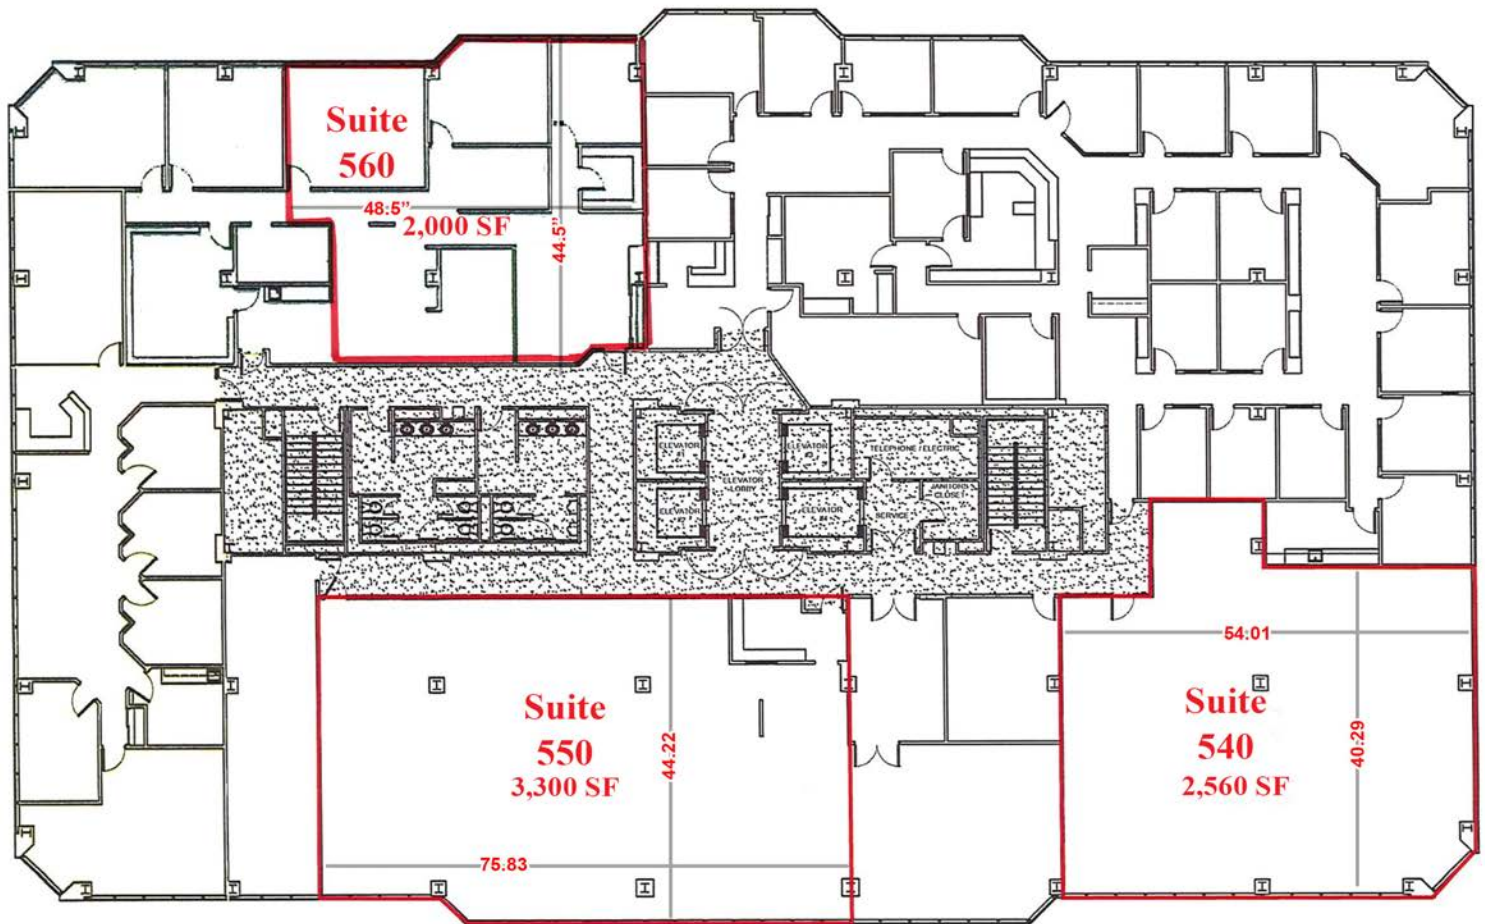 Suite
560
48:5"
2,000 SF
44.5"
ELEVATOR
ELEVATOR
TELEPHONE / ELECTRIC
ELEVATOR
LOBBY
JANITOR'S
CLOSET
ELEVATOR
ELEVATOR
SERVICE
Suite
550
3,300 SF
44.22
75.83
54.01
Suite
540
2,560 SF
40:29